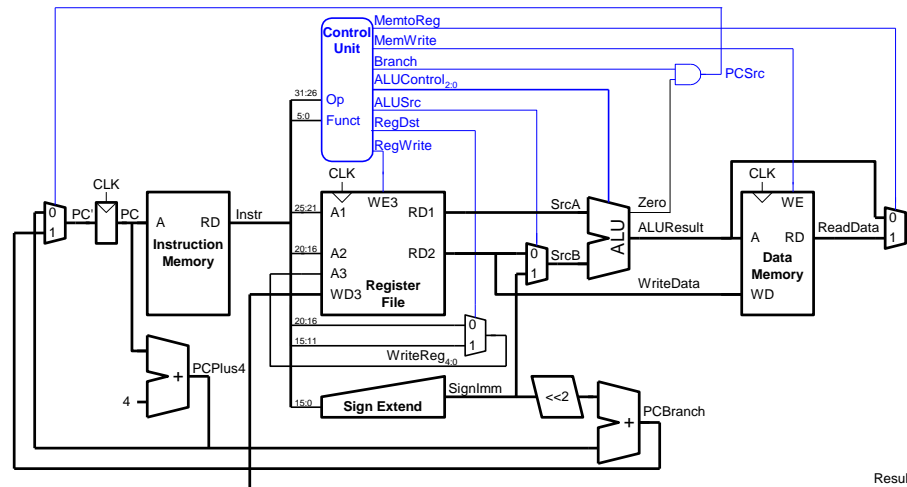 MemtoReg
Control
Unit
MemWrite
Branch
PCSrc
ALUControl2:0
31:26
Op
ALUSrc
5:0
Funct
RegDst
RegWrite
CLK
CLK
CLK
WE3
Zero
WE
0
1
PC'
PC
A
RD
Instr
25:21
A1
RD1
SrcA
0
1
Instruction
Memory
20:16
A2
RD2
0
1
SrcB
ALU
ALUResult
A
RD
ReadData
Data
Memory
A3
WD3
Register
File
WriteData
WD
20:16
0
15:11
1
WriteReg4:0
PCPlus4
+
4
SignImm
15:0
Sign Extend
<<2
PCBranch
+